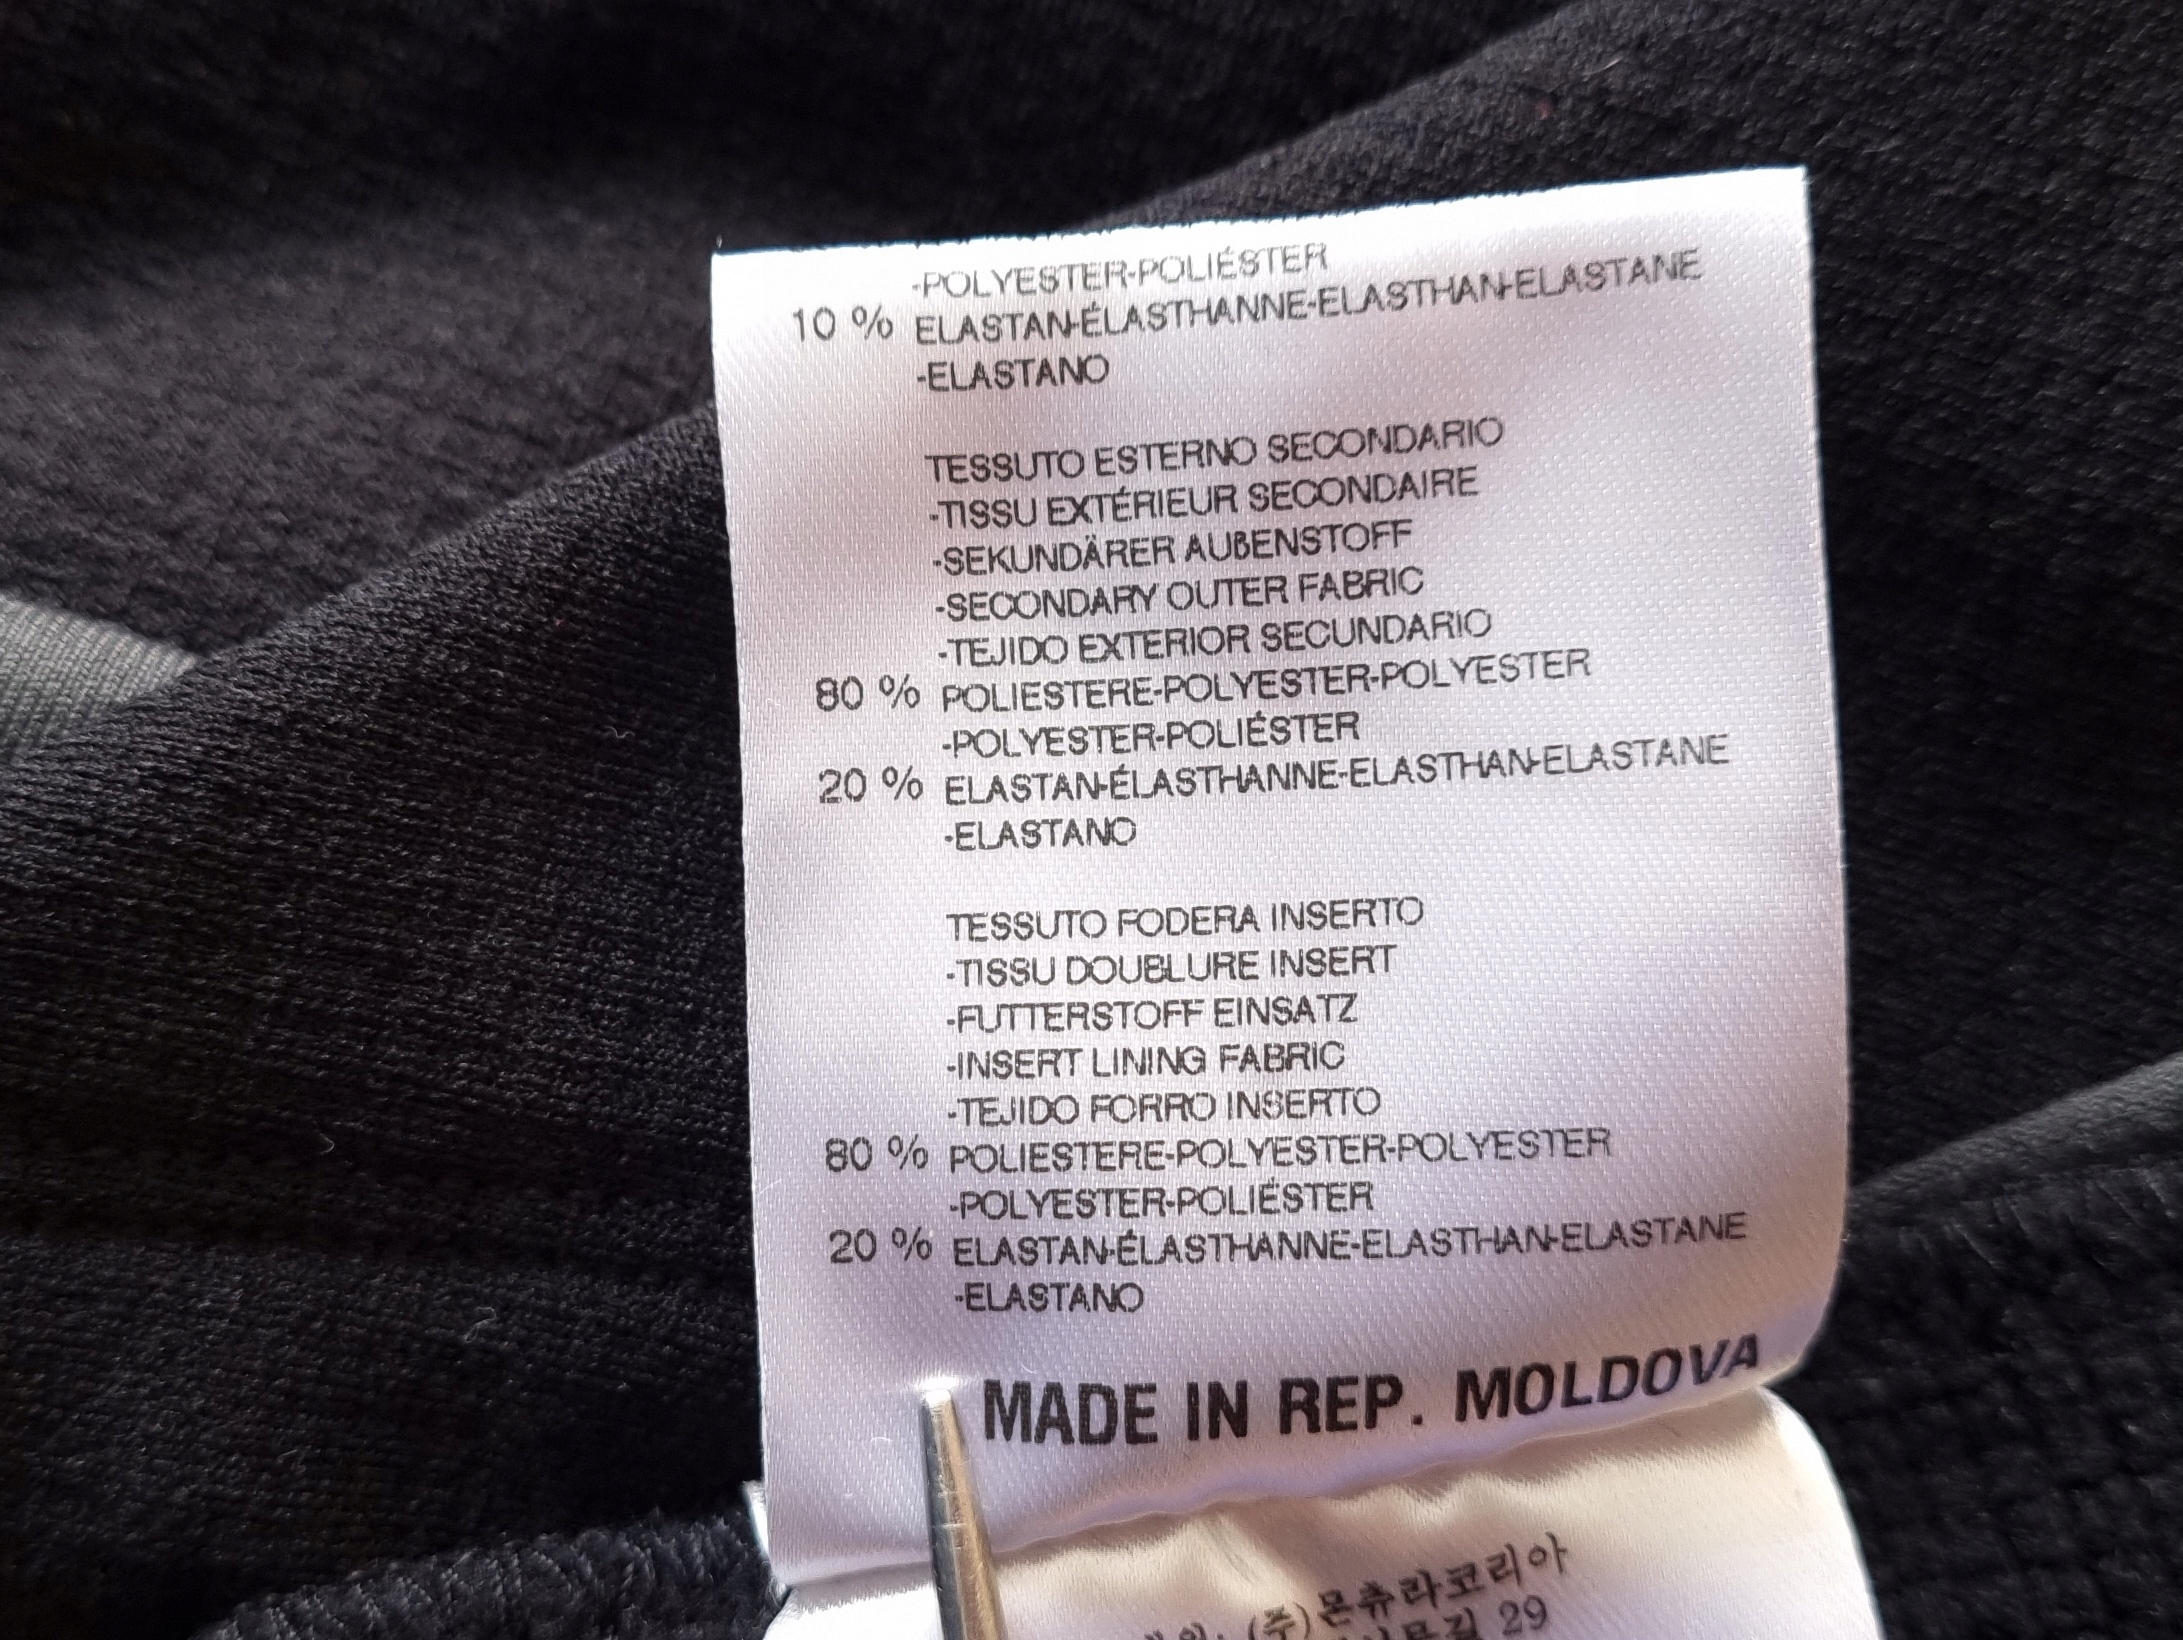 -POLYESTER-POLIÉSTER
10 % ELASTAN-ÉLASTHANNE-ELASTHAN-ELASTANE
-ELASTANO
TESSUTO ESTERNO SECONDARIO
-TISSU EXTÉRIEUR SECONDAIRE
-SEKUNDÄRER AUßENSTOFF
-SECONDARY OUTER FABRIC
-TEJIDO EXTERIOR SECUNDARIO
80 % POLIESTERE-POLYESTER-POLYESTER
-POLYESTER-POLIÉSTER
20 % ELASTAN-ÉLASTHANNE-ELASTHAN-ELASTANE
-ELASTANO
TESSUTO FODERA INSERTO
-TISSU DOUBLURE INSERT
-FUTTERSTOFF EINSATZ
-INSERT LINING FABRIC
-TEJIDO FORRO INSERTO
80 % POLIESTERE-POLYESTER-POLYESTER
-POLYESTER-POLIÉSTER
20 % ELASTAN-ÉLASTHANNE-ELASTHAN-ELASTANE
-ELASTANO
MADE IN REP. MOLDOVA
(주)몬츄라코리아
29